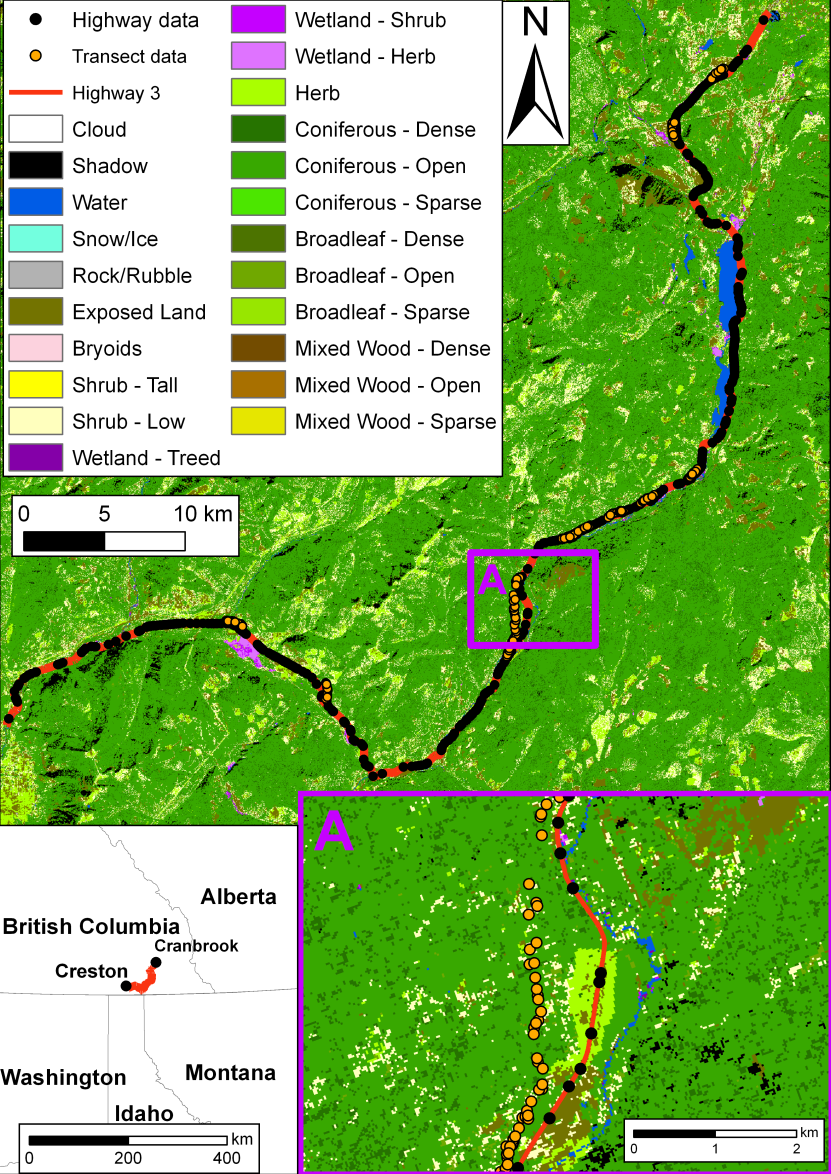 Highway data
Transect data
Highway 3
Cloud
Shadow
Water
Snow/Ice
Rock/Rubble
Exposed Land
Bryoids
Shrub - Tall
Shrub - Low
Wetland - Treed
Wetland - Shrub
Wetland - Herb
Herb
Coniferous - Dense
Coniferous - Open
Coniferous - Sparse
Broadleaf - Dense
Broadleaf - Open
Broadleaf - Sparse
Mixed Wood - Dense
Mixed Wood - Open
Mixed Wood - Sparse
N
0 5 10 km
A
A
Alberta
British Columbia
Cranbrook
Creston
Washington
Montana
Idaho
km
0 200 400
km
0 1 2